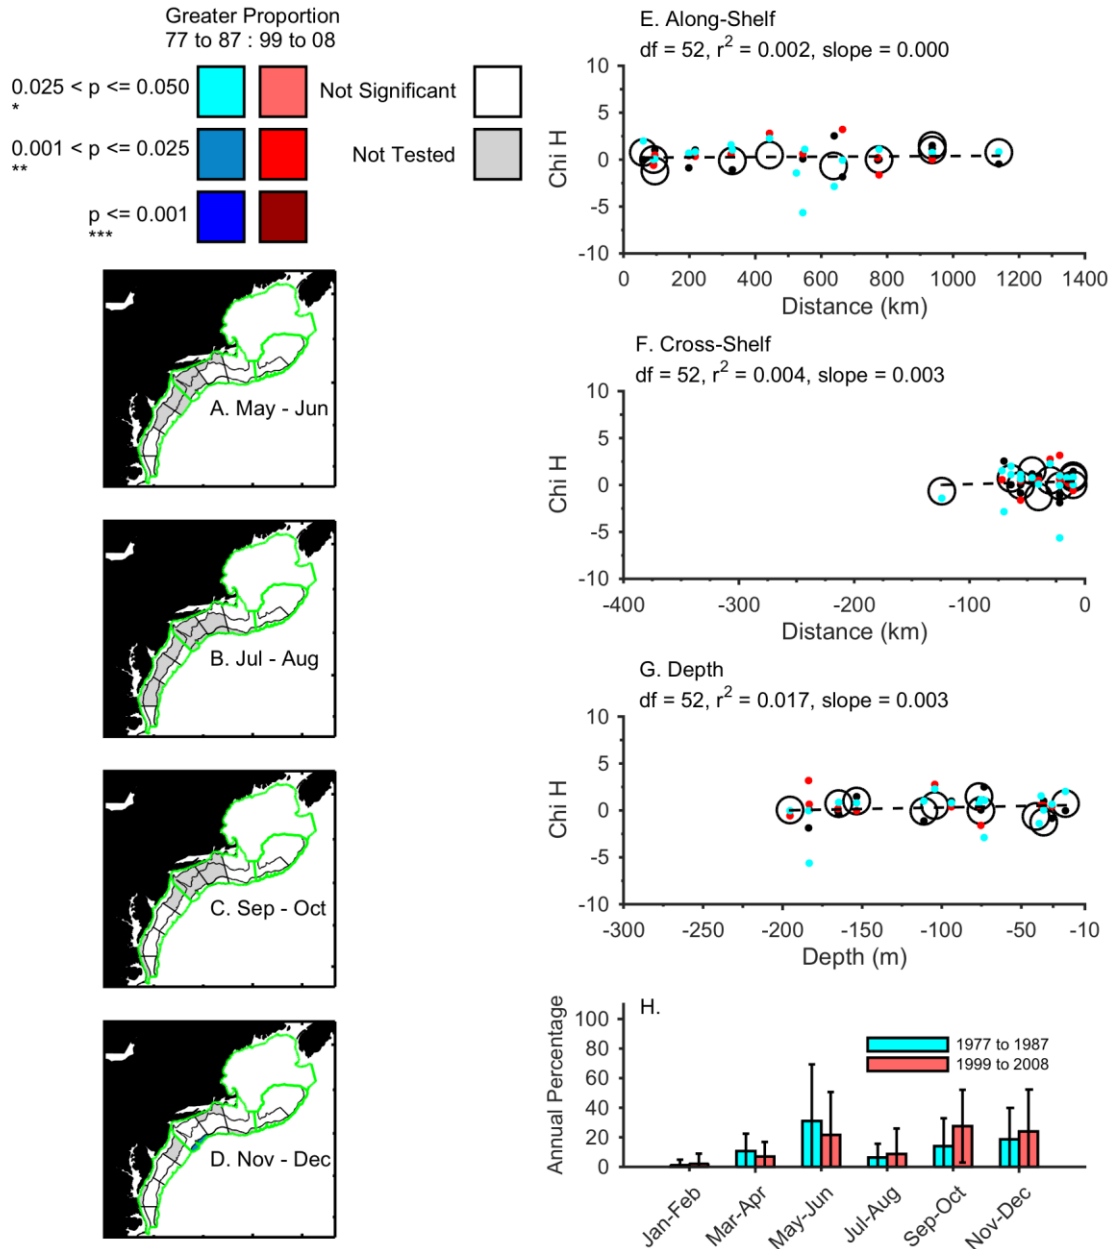 Greater Proportion
77 to 87 : 99 to 08
0.025 < p <= 0.050
*
0.001 < p <= 0.025
**
p <= 0.001
***
Not Significant
Not Tested
A. May - Jun
B. Jul - Aug
C. Sep - Oct
D. Nov - Dec
E. Along-Shelf
df = 52, r² = 0.002, slope = 0.000
10
5
0
-5
-10
Chi H
0 200 400 600 800 1000 1200 1400
Distance (km)
F. Cross-Shelf
df = 52, r² = 0.004, slope = 0.003
10
5
0
-5
-10
Chi H
-400 -300 -200 -100 0
Distance (km)
G. Depth
df = 52, r² = 0.017, slope = 0.003
10
5
0
-5
-10
Chi H
-300 -250 -200 -150 -100 -50 -10
Depth (m)
H.
1977 to 1987
1999 to 2008
100
80
60
40
20
0
Annual Percentage
Jan-Feb Mar-Apr May-Jun Jul-Aug Sep-Oct Nov-Dec